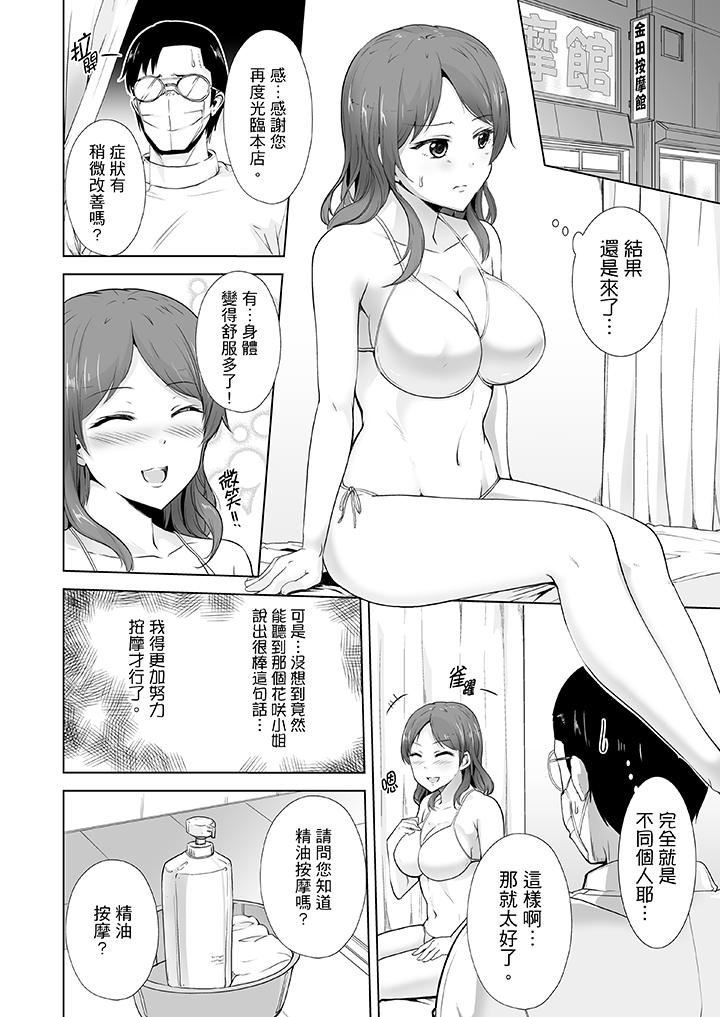 金田按摩館
摩館
結果
還是來了…
拉開—
感…感謝您
再度光臨本店。
症狀有
稍微改善嗎？
有…身體
變得舒服多了！
微笑!!
完全就是
不同個人耶…
雀躍—
嗯
這樣啊…
那就太好了。
可是…沒想到竟然
能聽到那個花咲小姐
說出很棒這句話…
我得更加努力
按摩才行了。
請問您知道
精油按摩嗎？
精油
按摩？